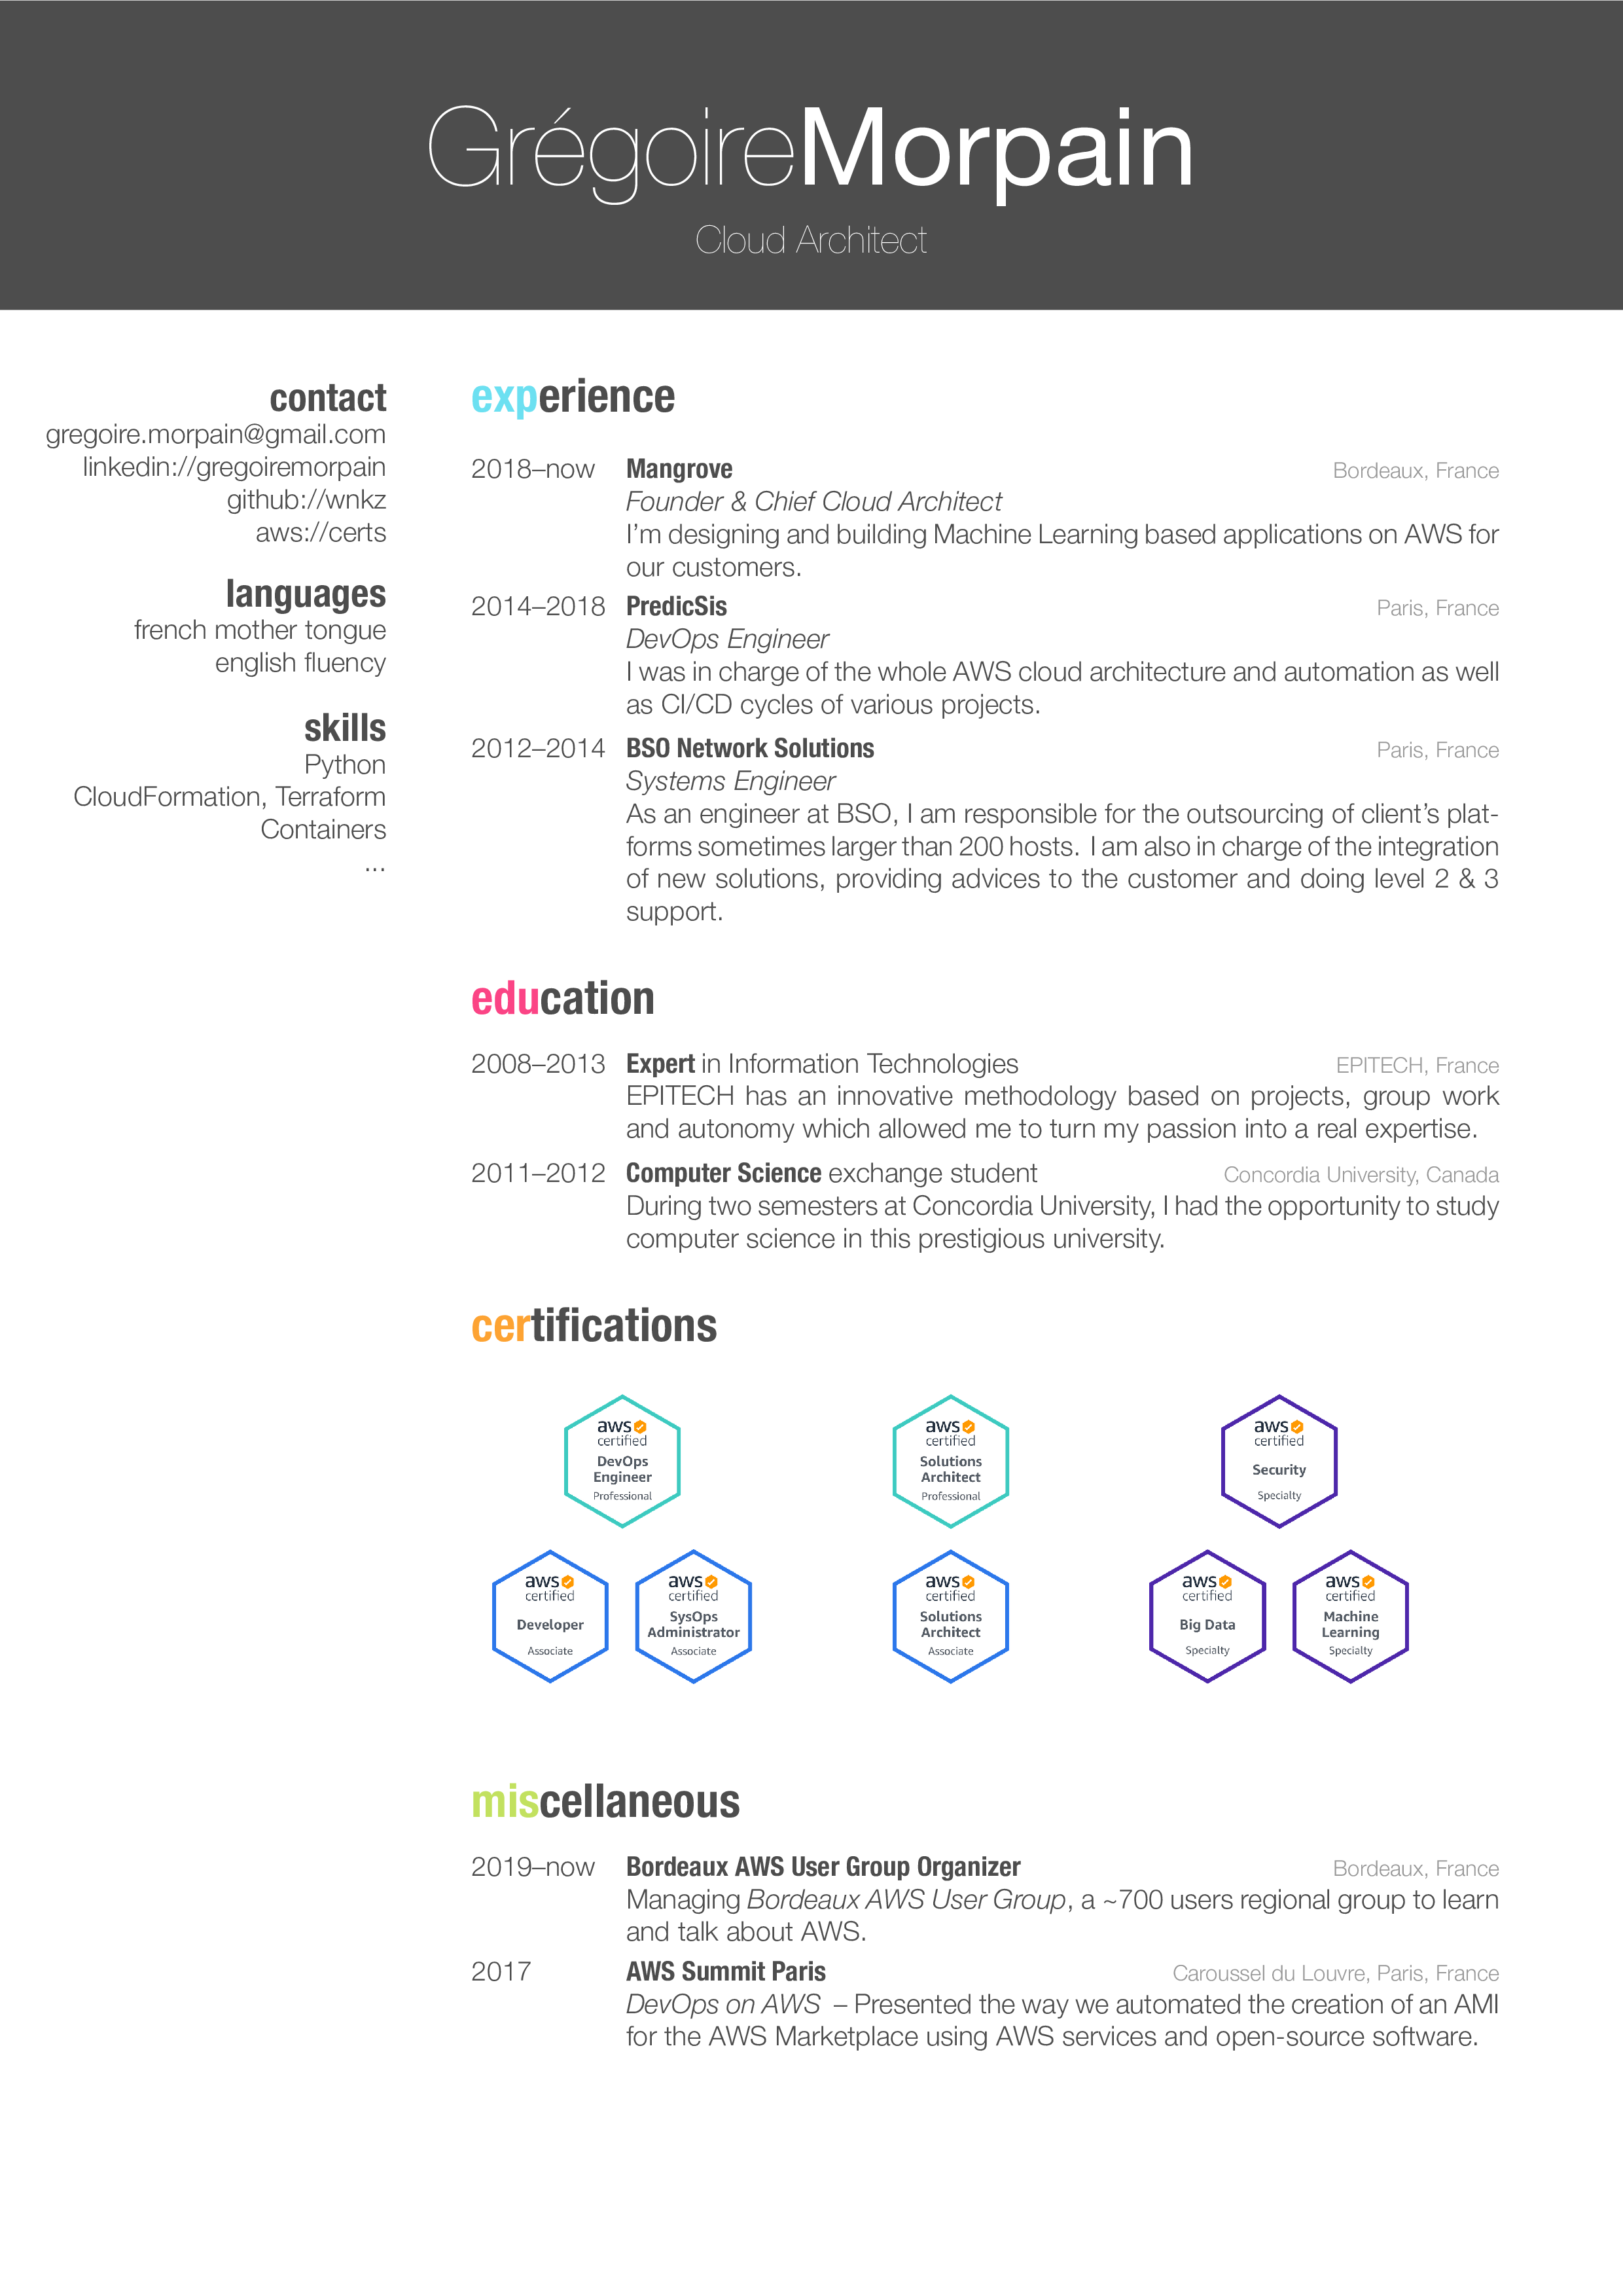 GrégoireMorpain
Cloud Architect
contact
gregoire.morpain@gmail.com
linkedin://gregoiremorpain
github://wnkz
aws://certs
languages
french mother tongue
english fluency
skills
Python
CloudFormation, Terraform
Containers
...
experience
2018–now Mangrove Bordeaux, France
Founder & Chief Cloud Architect
I'm designing and building Machine Learning based applications on AWS for
our customers.
2014–2018 PredicSis Paris, France
DevOps Engineer
I was in charge of the whole AWS cloud architecture and automation as well
as CI/CD cycles of various projects.
2012–2014 BSO Network Solutions Paris, France
Systems Engineer
As an engineer at BSO, I am responsible for the outsourcing of client's plat-
forms sometimes larger than 200 hosts. I am also in charge of the integration
of new solutions, providing advices to the customer and doing level 2 & 3
support.
education
2008–2013 Expert in Information Technologies EPITECH, France
EPITECH has an innovative methodology based on projects, group work
and autonomy which allowed me to turn my passion into a real expertise.
2011–2012 Computer Science exchange student Concordia University, Canada
During two semesters at Concordia University, I had the opportunity to study
computer science in this prestigious university.
certifications
aws
certified
DevOps
Engineer
Professional
aws
certified
Solutions
Architect
Professional
aws
certified
Security
Specialty
aws
certified
Developer
Associate
aws
certified
SysOps
Administrator
Associate
aws
certified
Solutions
Architect
Associate
aws
certified
Big Data
Specialty
aws
certified
Machine
Learning
Specialty
miscellaneous
2019–now Bordeaux AWS User Group Organizer Bordeaux, France
Managing Bordeaux AWS User Group, a ~700 users regional group to learn
and talk about AWS.
2017 AWS Summit Paris Caroussel du Louvre, Paris, France
DevOps on AWS – Presented the way we automated the creation of an AMI
for the AWS Marketplace using AWS services and open-source software.